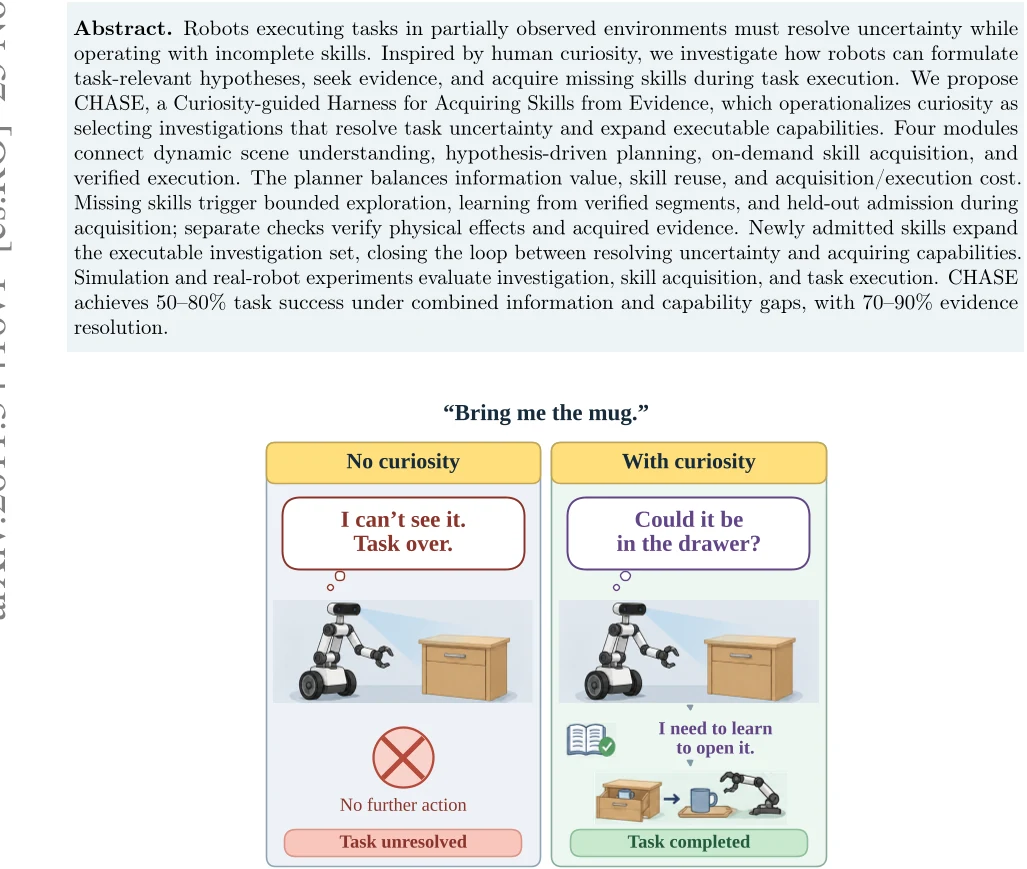 Abstract. Robots executing tasks in partially observed environments must resolve uncertainty while
operating with incomplete skills. Inspired by human curiosity, we investigate how robots can formulate
task-relevant hypotheses, seek evidence, and acquire missing skills during task execution. We propose
CHASE, a Curiosity-guided Harness for Acquiring Skills from Evidence, which operationalizes curiosity as
selecting investigations that resolve task uncertainty and expand executable capabilities. Four modules
connect dynamic scene understanding, hypothesis-driven planning, on-demand skill acquisition, and
verified execution. The planner balances information value, skill reuse, and acquisition/execution cost.
Missing skills trigger bounded exploration, learning from verified segments, and held-out admission during
acquisition; separate checks verify physical effects and acquired evidence. Newly admitted skills expand
the executable investigation set, closing the loop between resolving uncertainty and acquiring capabilities.
Simulation and real-robot experiments evaluate investigation, skill acquisition, and task execution. CHASE
achieves 50–80% task success under combined information and capability gaps, with 70–90% evidence
resolution.
“Bring me the mug.”
No curiosity
I can’t see it.
Task over.
No further action
Task unresolved
With curiosity
Could it be
in the drawer?
I need to learn
to open it.
Task completed